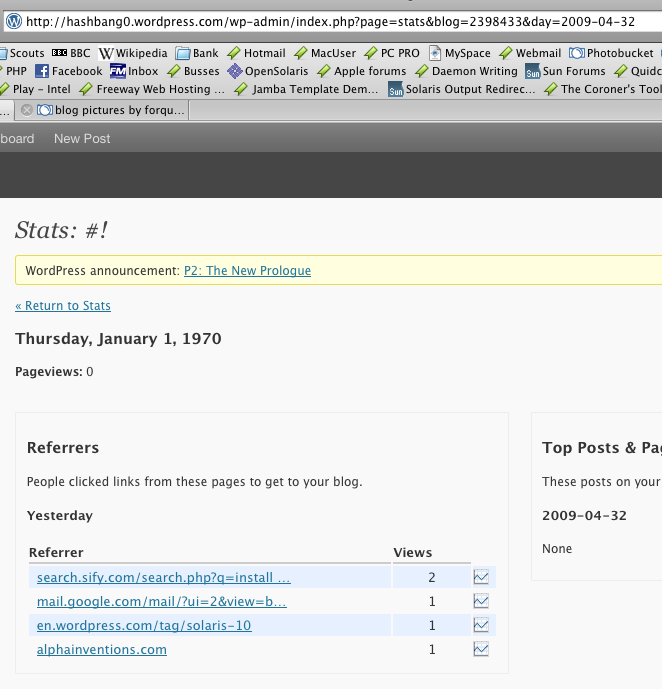 http://hashbang0.wordpress.com/wp-admin/index.php?page=stats&blog=2398433&day=2009-04-32
Scouts BBC BBC Wikipedia Bank Hotmail MacUser PC PRO MySpace Webmail Photobucket
PHP Facebook FM Inbox Busses OpenSolaris Apple forums Daemon Writing Sun Sun Forums Quidc
Play - Intel Freeway Web Hosting ... Jamba Template Dem... Sun Solaris Output Redirec... The Coroner's Tool
... blog pictures by forqu...
board New Post
Stats: #!
WordPress announcement: P2: The New Prologue
« Return to Stats
Thursday, January 1, 1970
Pageviews: 0
Referrers
People clicked links from these pages to get to your blog.
Yesterday
Referrer Views
search.sify.com/search.php?q=install ... 2
mail.google.com/mail/?ui=2&view=b... 1
en.wordpress.com/tag/solaris-10 1
alphainventions.com 1
Top Posts & Pag
These posts on your
2009-04-32
None